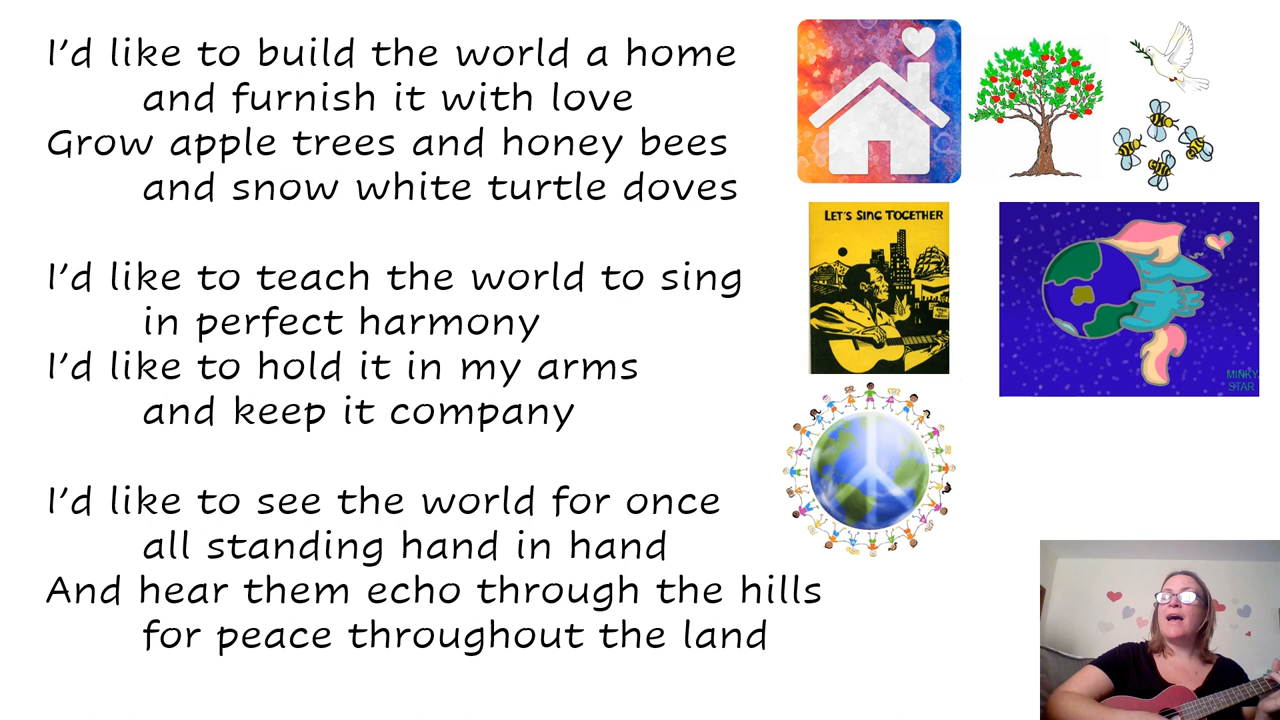 I'd like to build the world a home
and furnish it with love
Grow apple trees and honey bees
and snow white turtle doves
I'd like to teach the world to sing
in perfect harmony
I'd like to hold it in my arms
and keep it company
I'd like to see the world for once
all standing hand in hand
And hear them echo through the hills
for peace throughout the land
LET'S SING TOGETHER
MINKY
STAR